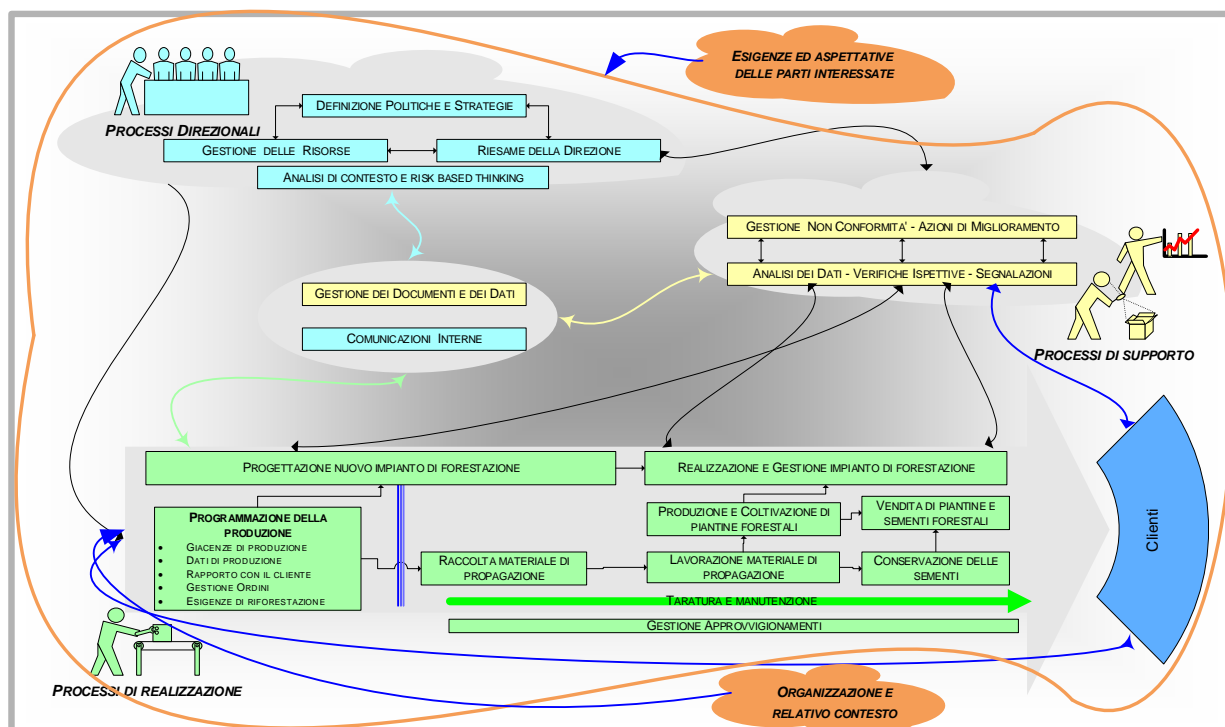 ESIGENZE ED ASPETTATIVE
DELLE PARTI INTERESSATE
DEFINIZIONE POLITICHE E STRATEGIE
PROCESSI DIREZIONALI
GESTIONE DELLE RISORSE
RIESAME DELLA DIREZIONE
ANALISI DI CONTESTO E RISK BASED THINKING
GESTIONE NON CONFORMITA' - AZIONI DI MIGLIORAMENTO
ANALISI DEI DATI - VERIFICHE ISPETTIVE - SEGNALAZIONI
GESTIONE DEI DOCUMENTI E DEI DATI
COMUNICAZIONI INTERNE
PROCESSI DI SUPPORTO
PROGETTAZIONE NUOVO IMPIANTO DI FORESTAZIONE
REALIZZAZIONE E GESTIONE IMPIANTO DI FORESTAZIONE
PROGRAMMAZIONE DELLA
PRODUZIONE
• GIACENZE DI PRODUZIONE
• DATI DI PRODUZIONE
• RAPPORTO CON IL CLIENTE
• GESTIONE ORDINI
• ESIGENZE DI RIFORESTAZIONE
PRODUZIONE E COLTIVAZIONE DI
PIANTINE FORESTALI
VENDITA DI PIANTINE E
SEMENTI FORESTALI
RACCOLTA MATERIALE DI
PROPAGAZIONE
LAVORAZIONE MATERIALE DI
PROPAGAZIONE
CONSERVAZIONE DELLE
SEMENTI
Clienti
TARATURA E MANUTENZIONE
GESTIONE APPROVVIGIONAMENTI
PROCESSI DI REALIZZAZIONE
ORGANIZZAZIONE E
RELATIVO CONTESTO